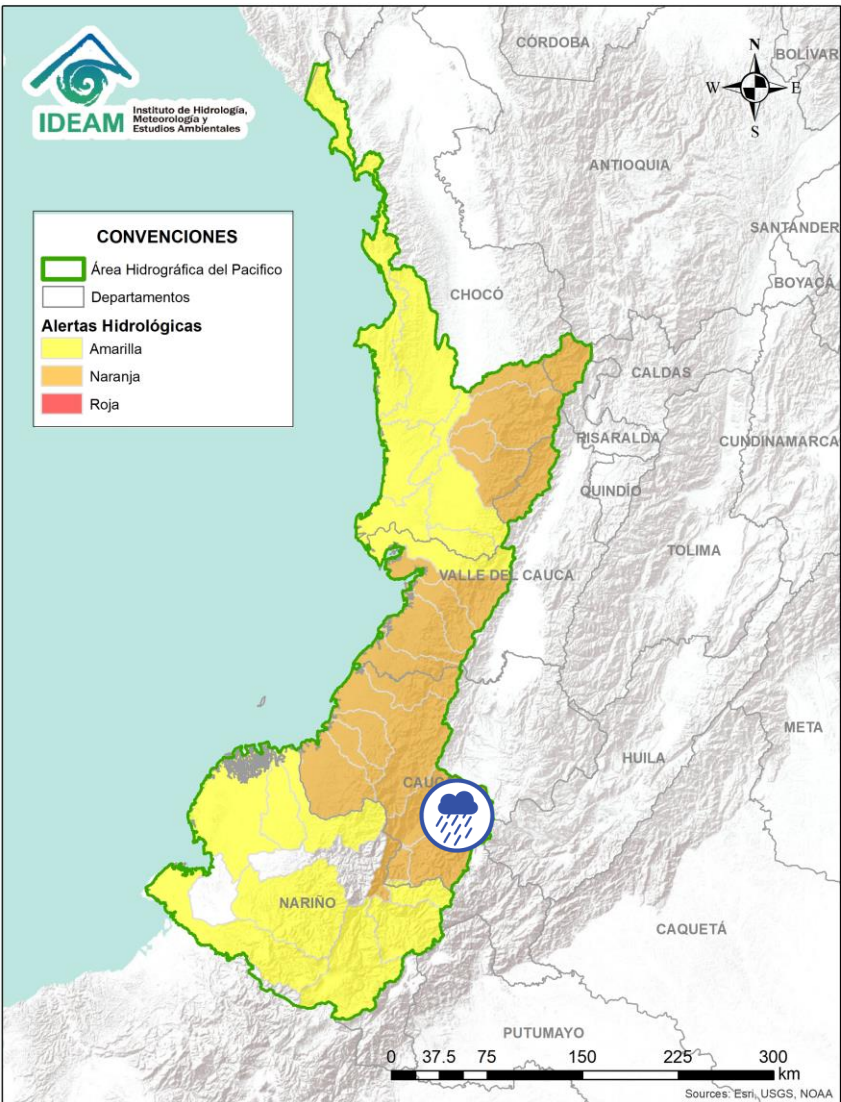 IDEAM
Instituto de Hidrología,
Meteorología y
Estudios Ambientales
N
W
E
S
CONVENCIONES
Área Hidrográfica del Pacifico
Departamentos
Alertas Hidrológicas
Amarilla
Naranja
Roja
CÓRDOBA
BOLÍVAR
ANTIOQUIA
SANTANDER
BOYACÁ
CHOCÓ
CALDAS
RISARALDA
CUNDINAMARCA
QUINDÍO
TOLIMA
VALLE DEL CAUCA
META
HUILA
CAUC
NARIÑO
CAQUETÁ
PUTUMAYO
0 37.5 75 150 225 300
km
Sources: Esri, USGS, NOAA